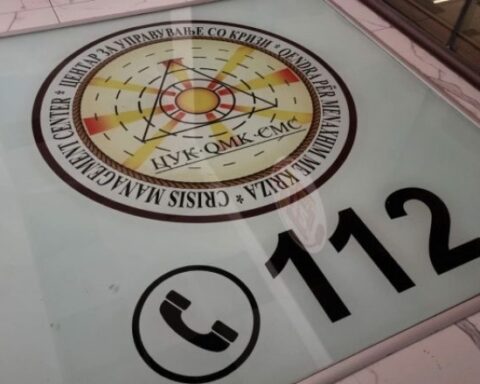 ЦЕНТАР ЗА УПРАВУВАЊЕ СО КРИЗИ * QENDRA PËR MENAXHIM ME KRIZA * CRISIS MANAGEMENT CENTER *
ЦУК·QMK·CMC
112